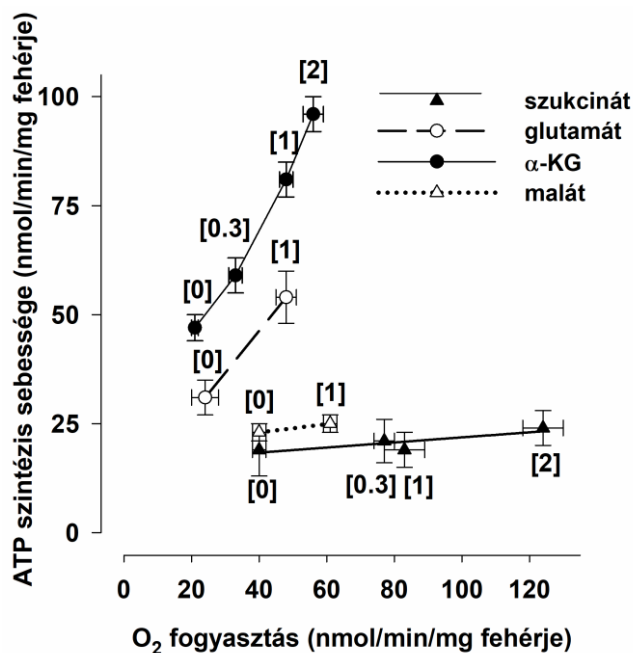 ATP szintézis sebessége (nmol/min/mg fehérje)
100
75
50
25
0
[2]
[1]
[0.3]
[0]
[1]
[0]
[0]
[1]
[0]
[0.3]
[1]
[2]
szukcinát
glutamát
α-KG
malát
0 20 40 60 80 100 120
O₂ fogyasztás (nmol/min/mg fehérje)